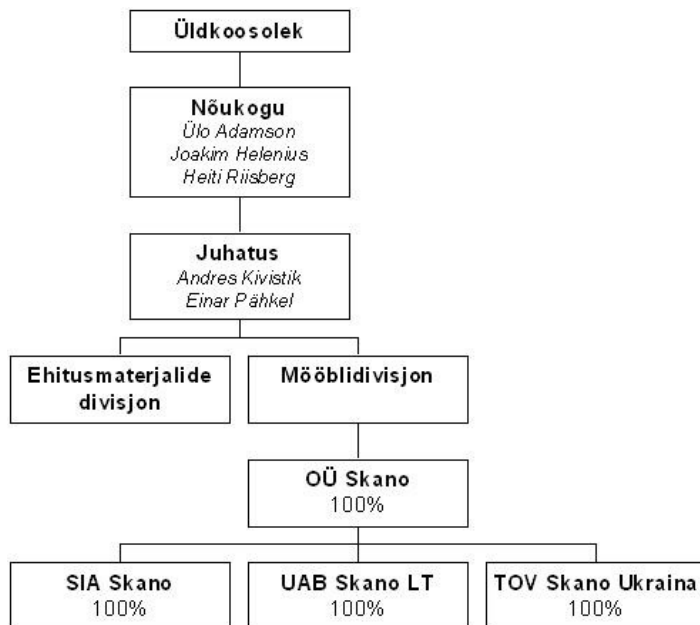 Üldkoosolek
Nõukogu
Ülo Adamson
Joakim Helenius
Heiti Riisberg
Juhatus
Andres Kivistik
Einar Pähkel
Ehitusmaterjalide
divisjon
Mööblidivisjon
OÜ Skano
100%
SIA Skano
100%
UAB Skano LT
100%
TOV Skano Ukraina
100%